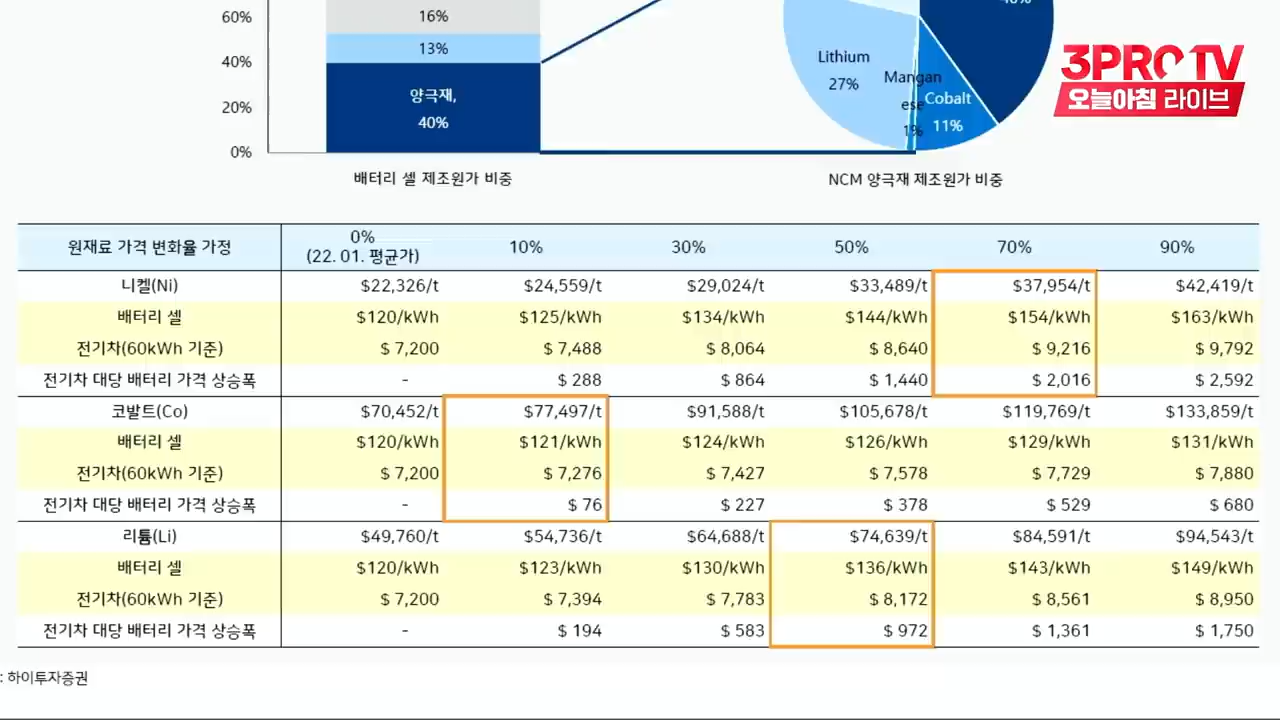 60%
16%
13%
40%
양극재,
40%
20%
0%
배터리 셀 제조원가 비중
Lithium
27%
Mangan
ese
1%
Cobalt
11%
NCM 양극재 제조원가 비중
3PRO TV
오늘아침 라이브
원재료 가격 변화율 가정 0% (22. 01. 평균가) 10% 30% 50% 70% 90%
니켈(Ni) $22,326/t $24,559/t $29,024/t $33,489/t $37,954/t $42,419/t
배터리 셀 $120/kWh $125/kWh $134/kWh $144/kWh $154/kWh $163/kWh
전기차(60kWh 기준) $ 7,200 $ 7,488 $ 8,064 $ 8,640 $ 9,216 $ 9,792
전기차 대당 배터리 가격 상승폭 - $ 288 $ 864 $ 1,440 $ 2,016 $ 2,592
코발트(Co) $70,452/t $77,497/t $91,588/t $105,678/t $119,769/t $133,859/t
배터리 셀 $120/kWh $121/kWh $124/kWh $126/kWh $129/kWh $131/kWh
전기차(60kWh 기준) $ 7,200 $ 7,276 $ 7,427 $ 7,578 $ 7,729 $ 7,880
전기차 대당 배터리 가격 상승폭 - $ 76 $ 227 $ 378 $ 529 $ 680
리튬(Li) $49,760/t $54,736/t $64,688/t $74,639/t $84,591/t $94,543/t
배터리 셀 $120/kWh $123/kWh $130/kWh $136/kWh $143/kWh $149/kWh
전기차(60kWh 기준) $ 7,200 $ 7,394 $ 7,783 $ 8,172 $ 8,561 $ 8,950
전기차 대당 배터리 가격 상승폭 - $ 194 $ 583 $ 972 $ 1,361 $ 1,750
: 하이투자증권